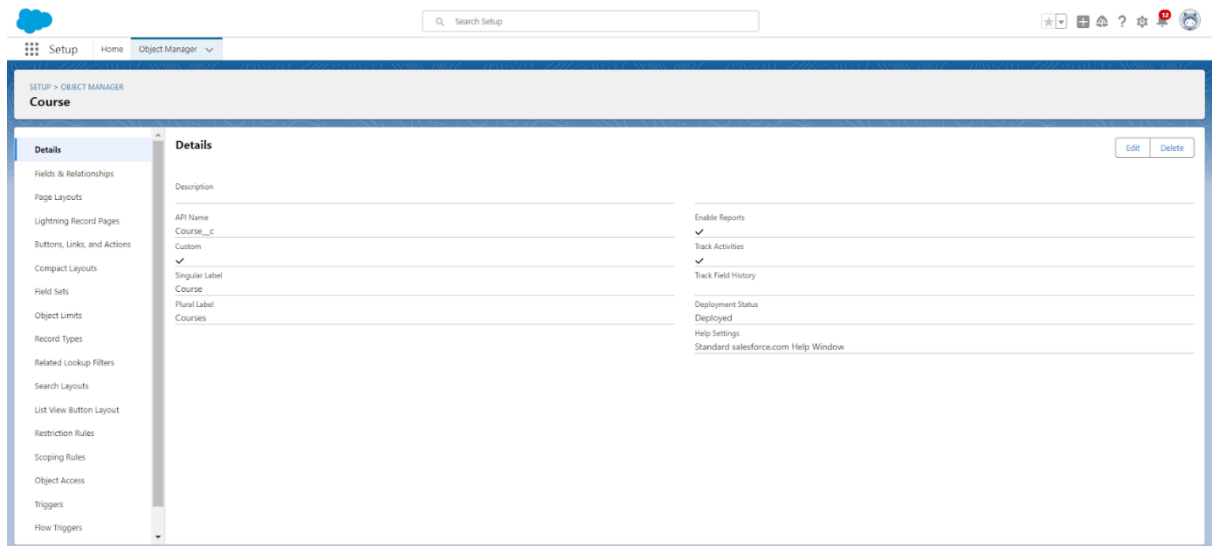 Search Setup
12
Setup
Home
Object Manager
SETUP > OBJECT MANAGER
Course
Details
Fields & Relationships
Page Layouts
Lightning Record Pages
Buttons, Links, and Actions
Compact Layouts
Field Sets
Object Limits
Record Types
Related Lookup Filters
Search Layouts
List View Button Layout
Restriction Rules
Scoping Rules
Object Access
Triggers
Flow Triggers
Details
Edit
Delete
Description
API Name
Course__c
Custom
Singular Label
Course
Plural Label
Courses
Enable Reports
Track Activities
Track Field History
Deployment Status
Deployed
Help Settings
Standard salesforce.com Help Window